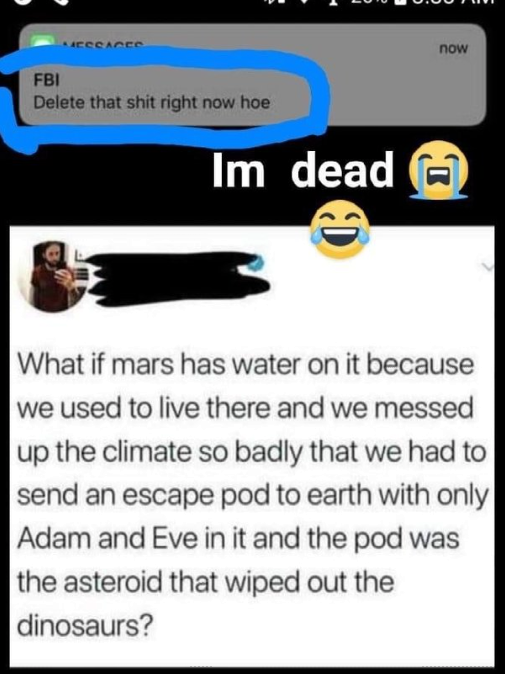 MESSAGES now
FBI
Delete that shit right now hoe
Im dead 😭
😂
What if mars has water on it because
we used to live there and we messed
up the climate so badly that we had to
send an escape pod to earth with only
Adam and Eve in it and the pod was
the asteroid that wiped out the
dinosaurs?